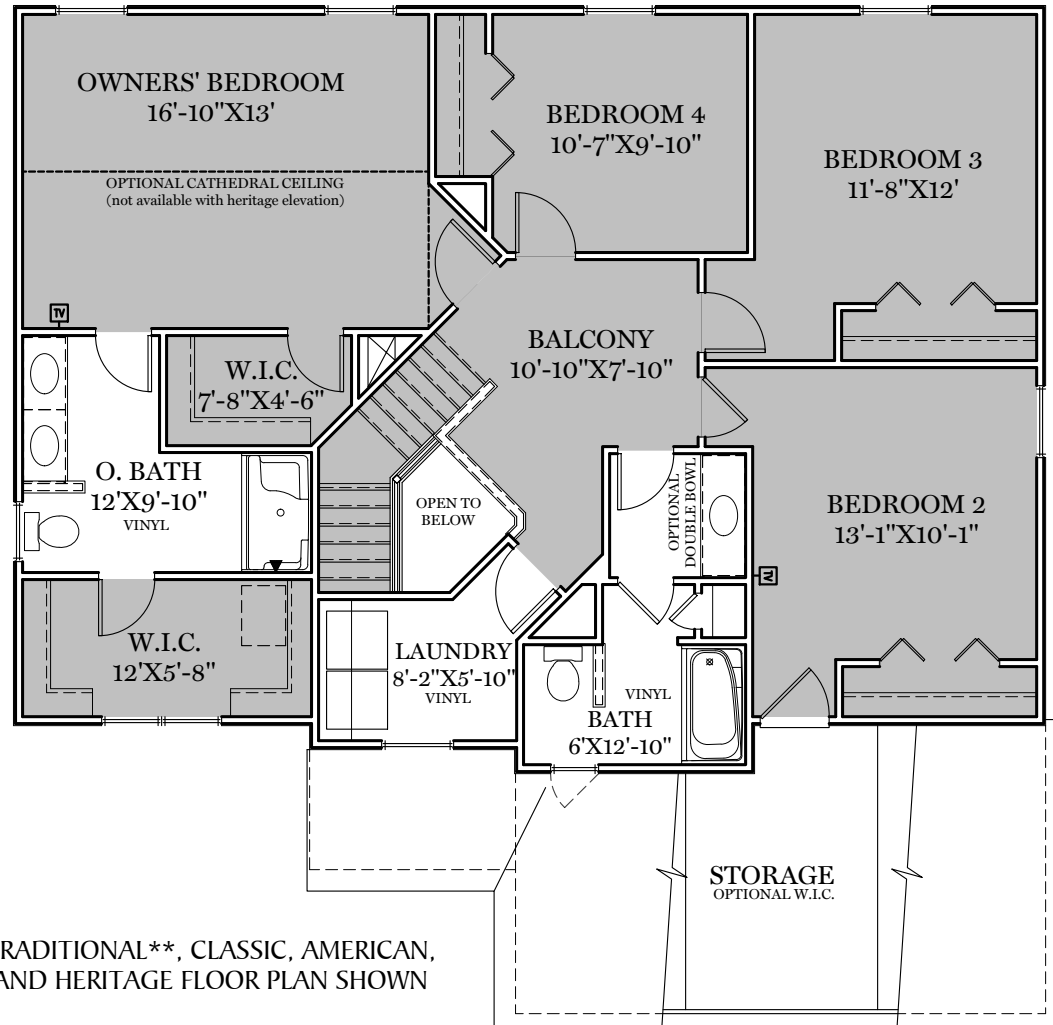 OWNERS' BEDROOM
16'-10"X13'
OPTIONAL CATHEDRAL CEILING
(not available with heritage elevation)
TV
BEDROOM 4
10'-7"X9'-10"
BEDROOM 3
11'-8"X12'
BALCONY
10'-10"X7'-10"
W.I.C.
7'-8"X4'-6"
O. BATH
12'X9'-10"
VINYL
OPEN TO
BELOW
OPTIONAL
DOUBLE BOWL
BEDROOM 2
13'-1"X10'-1"
TV
W.I.C.
12'X5'-8"
LAUNDRY
8'-2"X5'-10"
VINYL
VINYL
BATH
6'X12'-10"
STORAGE
OPTIONAL W.I.C.
RADITIONAL**, CLASSIC, AMERICAN,
AND HERITAGE FLOOR PLAN SHOWN